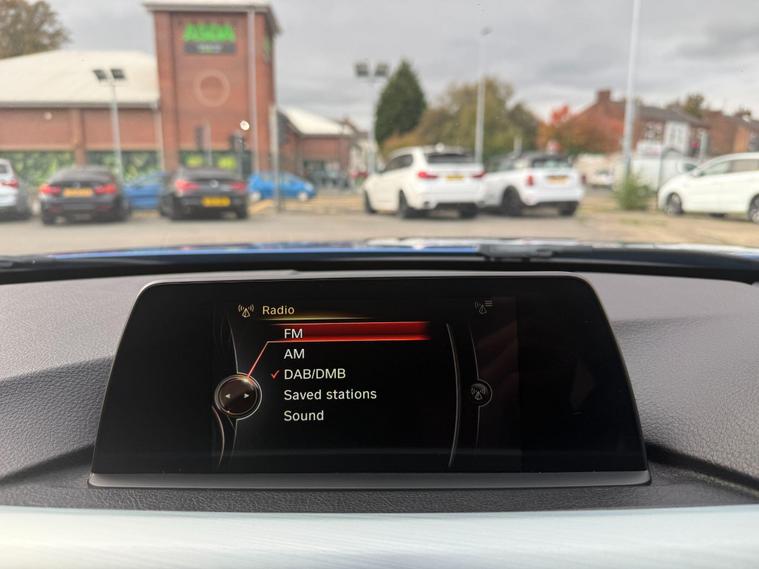 ASDA
Radio
FM
AM
DAB/DMB
Saved stations
Sound